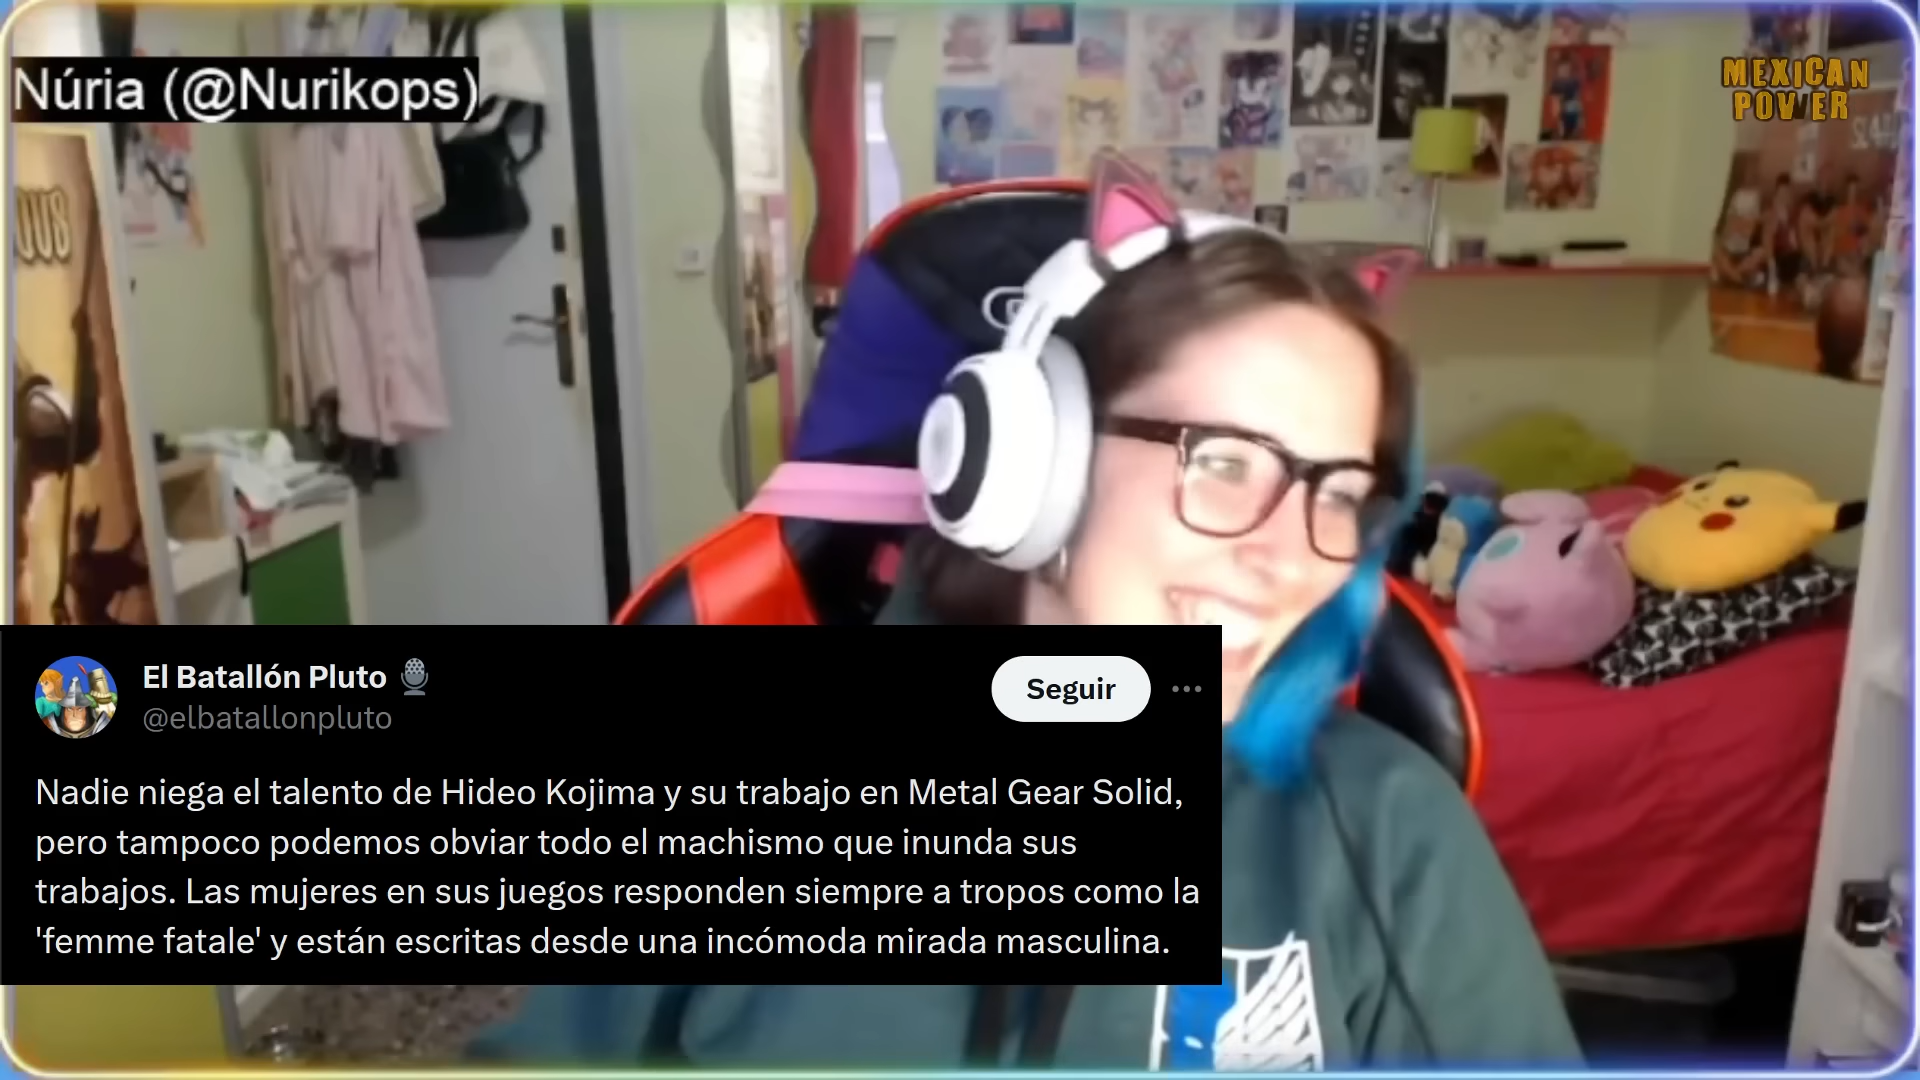 Núria (@Nurikops)
MEXICAN
POWER
El Batallón Pluto
@elbatallonpluto
Seguir
Nadie niega el talento de Hideo Kojima y su trabajo en Metal Gear Solid,
pero tampoco podemos obviar todo el machismo que inunda sus
trabajos. Las mujeres en sus juegos responden siempre a tropos como la
'femme fatale' y están escritas desde una incómoda mirada masculina.